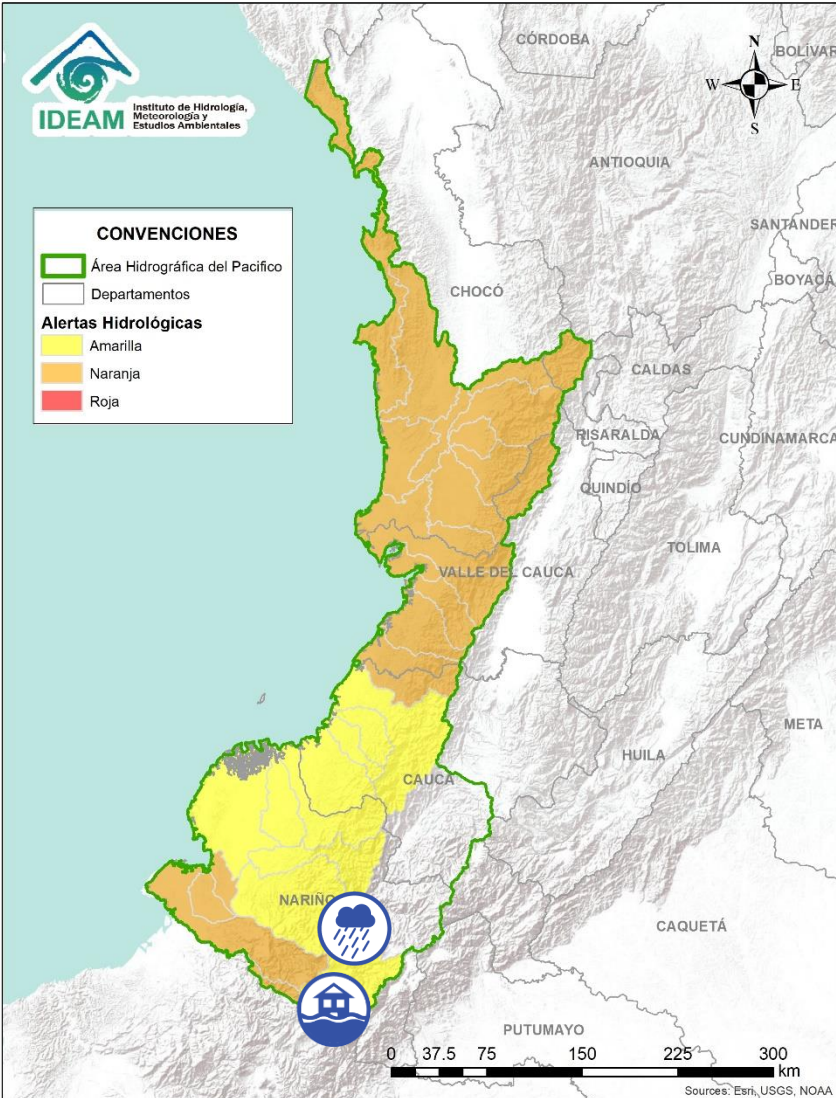 IDEAM
Instituto de Hidrología,
Meteorología y
Estudios Ambientales
CONVENCIONES
Área Hidrográfica del Pacifico
Departamentos
Alertas Hidrológicas
Amarilla
Naranja
Roja
N
W
E
S
CÓRDOBA
BOLÍVAR
ANTIOQUIA
SANTANDER
BOYACÁ
CHOCÓ
CALDAS
RISARALDA
CUNDINAMARCA
QUINDÍO
TOLIMA
VALLE DEL CAUCA
META
HUILA
CAUCA
NARIÑO
CAQUETÁ
PUTUMAYO
0 37.5 75 150 225 300
km
Sources: Esri, USGS, NOAA